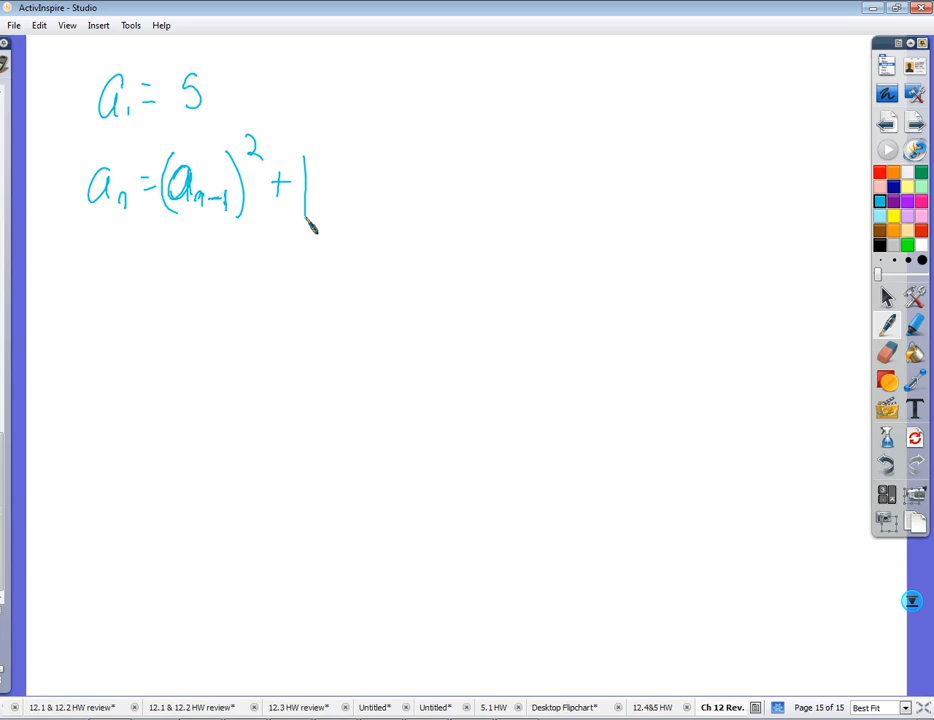 ActivInspire - Studio
File Edit View Insert Tools Help
a₁ = 5
aₙ = (aₙ₋₁)² + 1
12.1 & 12.2 HW review* 12.1 & 12.2 HW review* 12.3 HW review* Untitled* Untitled* 5.1 HW Desktop Flipchart* 12.4&5 HW Ch 12 Rev. Page 15 of 15 Best Fit